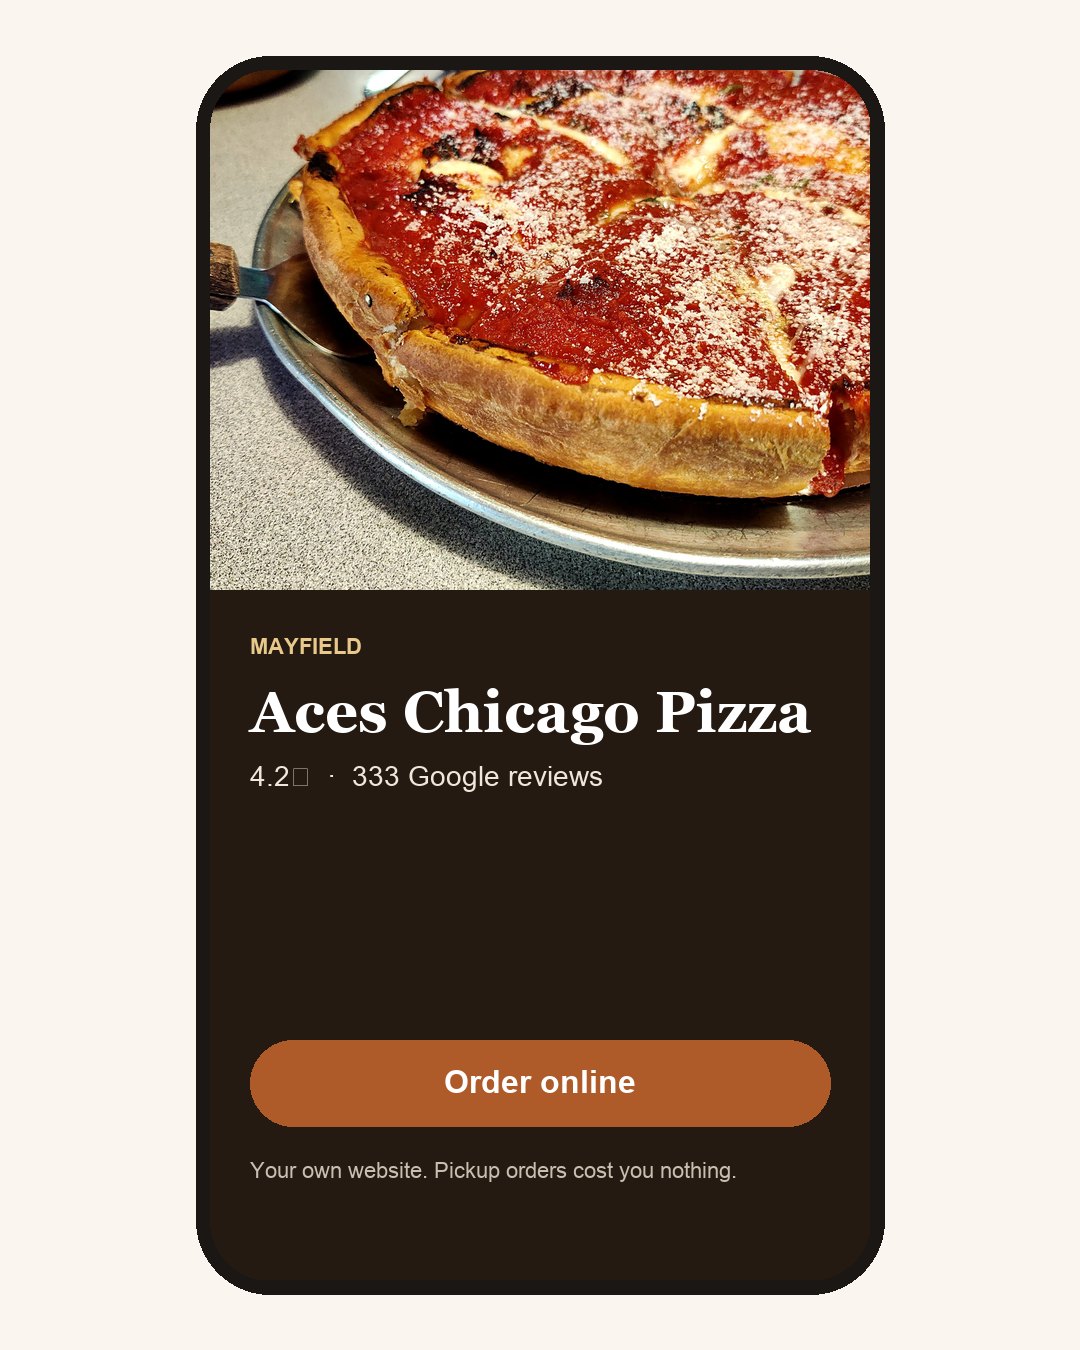 MAYFIELD
Aces Chicago Pizza
4.2□ · 333 Google reviews
Order online
Your own website. Pickup orders cost you nothing.